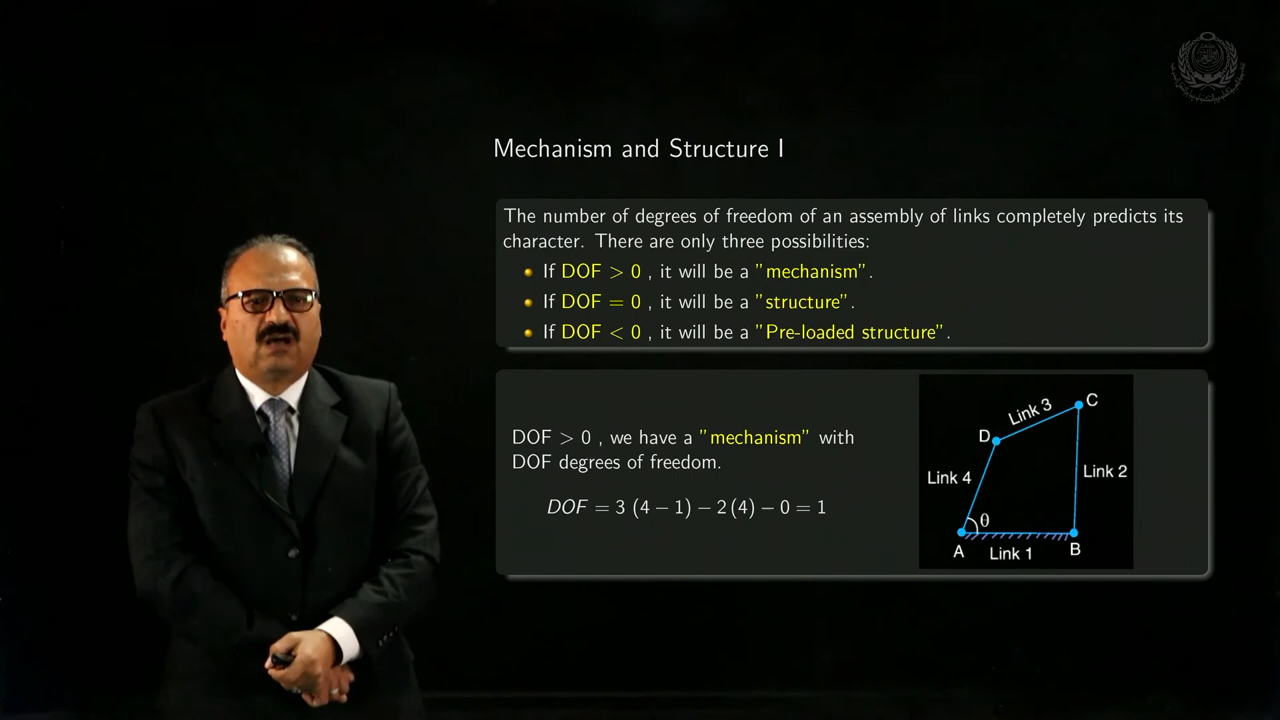 Mechanism and Structure I
The number of degrees of freedom of an assembly of links completely predicts its
character. There are only three possibilities:
If DOF > 0 , it will be a "mechanism".
If DOF = 0 , it will be a "structure".
If DOF < 0 , it will be a "Pre-loaded structure".
DOF > 0 , we have a "mechanism" with
DOF degrees of freedom.
DOF = 3 (4 − 1) − 2 (4) − 0 = 1
C
Link 3
D
Link 4
Link 2
θ
A
Link 1
B